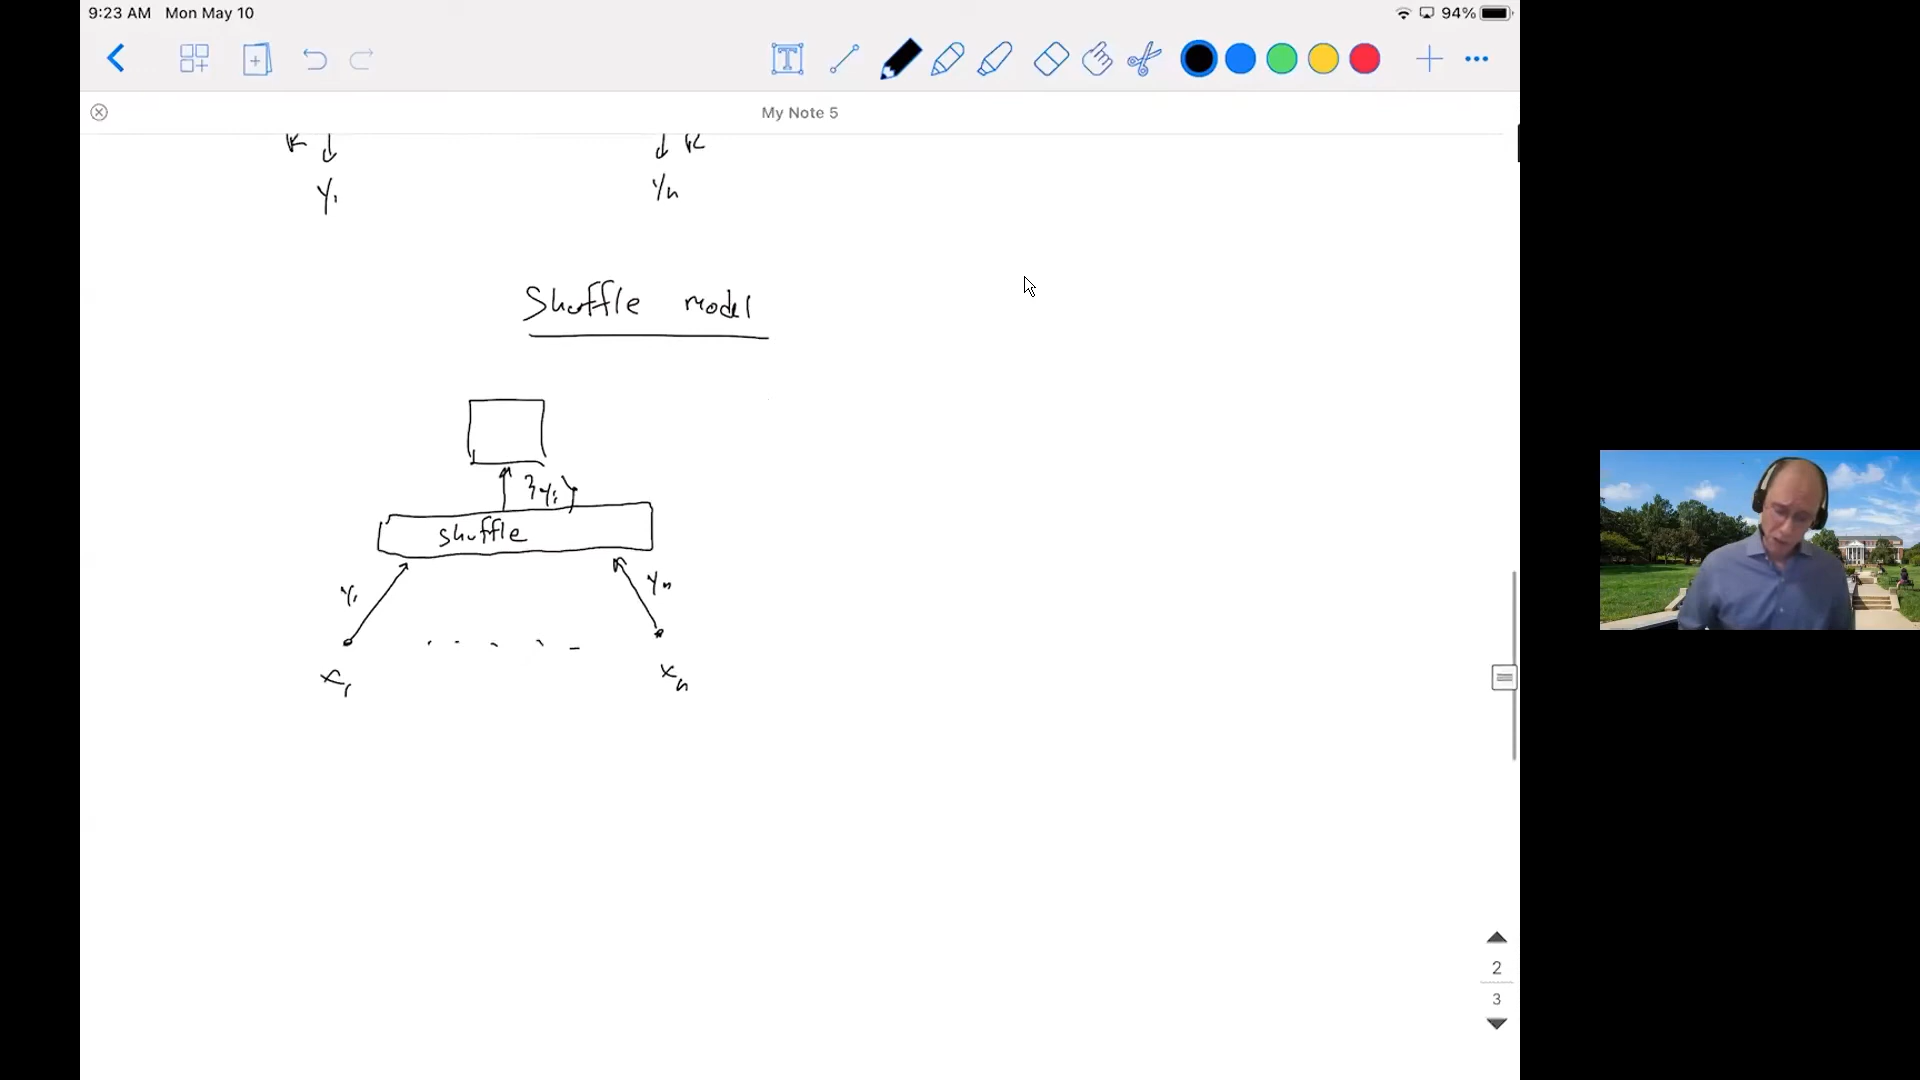 9:23 AM Mon May 10
94%
T
My Note 5
R R
y₁ yₙ
Shuffle model
{yᵢ}
shuffle
y₁ yₙ
x₁ xₙ
2
3